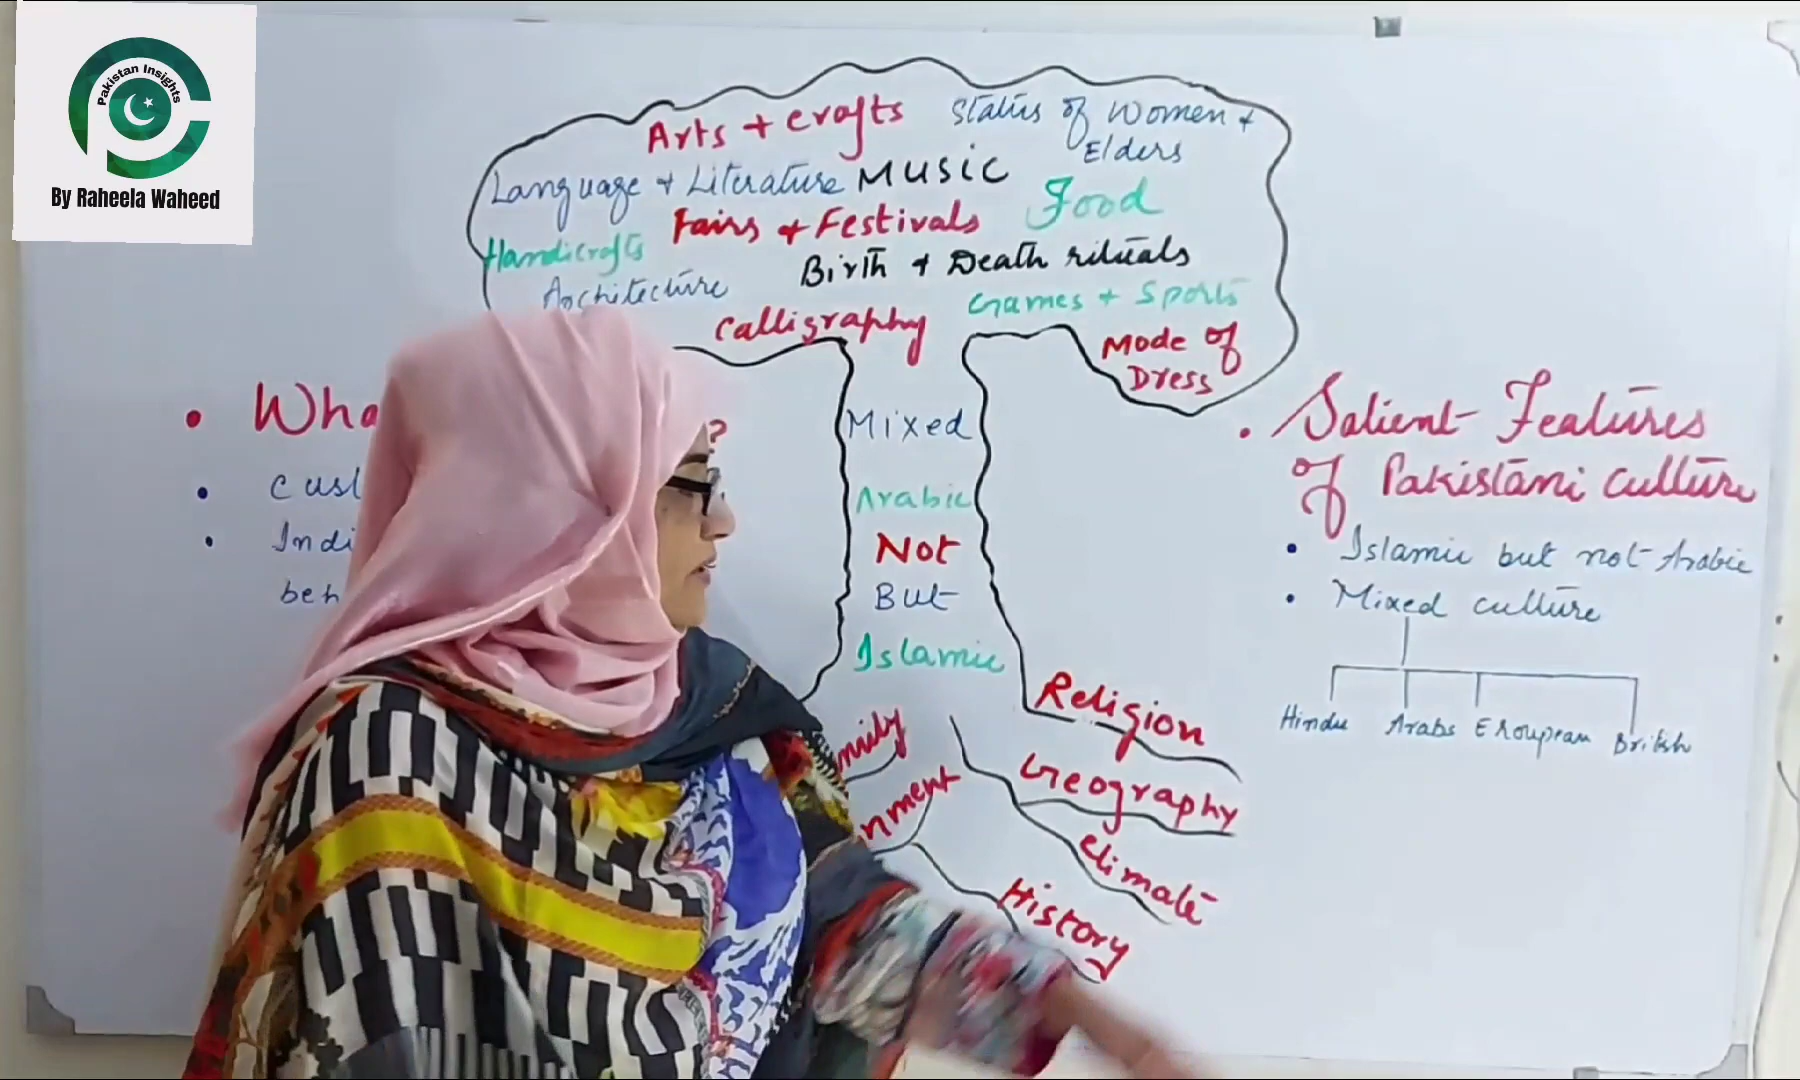 Pakistan Insights
By Raheela Waheed
Arts + crafts
Status of Women +
Elders
Language + Literature
MUSIC
Food
Fairs + Festivals
Handicrafts
Birth + Death rituals
Architecture
Games + Sports
Calligraphy
Mode of
Dress
Mixed
Arabic
Not
But
Islamic
Religion
Geography
climate
History
?
• Salient Features
of Pakistani culture
• Islamic but not Arabic
• Mixed culture
Hindu Arabs Eroupean British